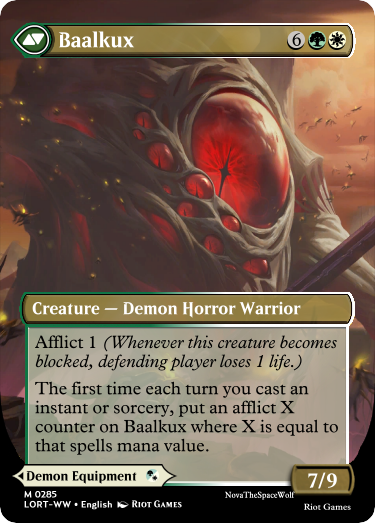 Baalkux 6
Creature — Demon Horror Warrior
Afflict 1 (Whenever this creature becomes
blocked, defending player loses 1 life.)
The first time each turn you cast an
instant or sorcery, put an afflict X
counter on Baalkux where X is equal to
that spells mana value.
Demon Equipment
7/9
M 0285
LORT-WW • English Riot Games
NovaTheSpaceWolf
Riot Games